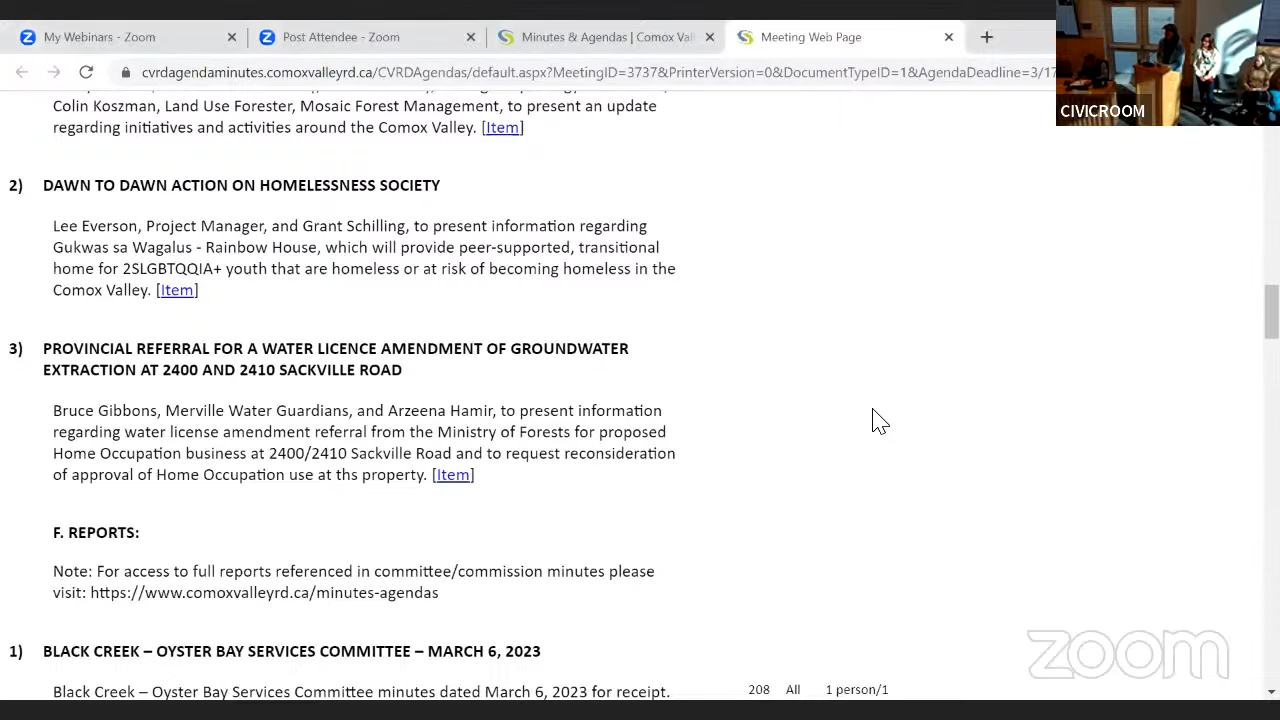 My Webinars - Zoom
Post Attendee - Zoom
Minutes & Agendas | Comox Val
Meeting Web Page
cvrdagendaminutes.comoxvalleyrd.ca/CVRDAgendas/default.aspx?MeetingID=3737&PrinterVersion=0&DocumentTypeID=1&AgendaDeadline=3/17
CIVICROOM
Colin Koszman, Land Use Forester, Mosaic Forest Management, to present an update
regarding initiatives and activities around the Comox Valley. [Item]
2) DAWN TO DAWN ACTION ON HOMELESSNESS SOCIETY
Lee Everson, Project Manager, and Grant Schilling, to present information regarding
Gukwas sa Wagalus - Rainbow House, which will provide peer-supported, transitional
home for 2SLGBTQQIA+ youth that are homeless or at risk of becoming homeless in the
Comox Valley. [Item]
3) PROVINCIAL REFERRAL FOR A WATER LICENCE AMENDMENT OF GROUNDWATER
EXTRACTION AT 2400 AND 2410 SACKVILLE ROAD
Bruce Gibbons, Merville Water Guardians, and Arzeena Hamir, to present information
regarding water license amendment referral from the Ministry of Forests for proposed
Home Occupation business at 2400/2410 Sackville Road and to request reconsideration
of approval of Home Occupation use at ths property. [Item]
F. REPORTS:
Note: For access to full reports referenced in committee/commission minutes please
visit: https://www.comoxvalleyrd.ca/minutes-agendas
1) BLACK CREEK – OYSTER BAY SERVICES COMMITTEE – MARCH 6, 2023
Black Creek – Oyster Bay Services Committee minutes dated March 6, 2023 for receipt.
208 All 1 person/1
zoom